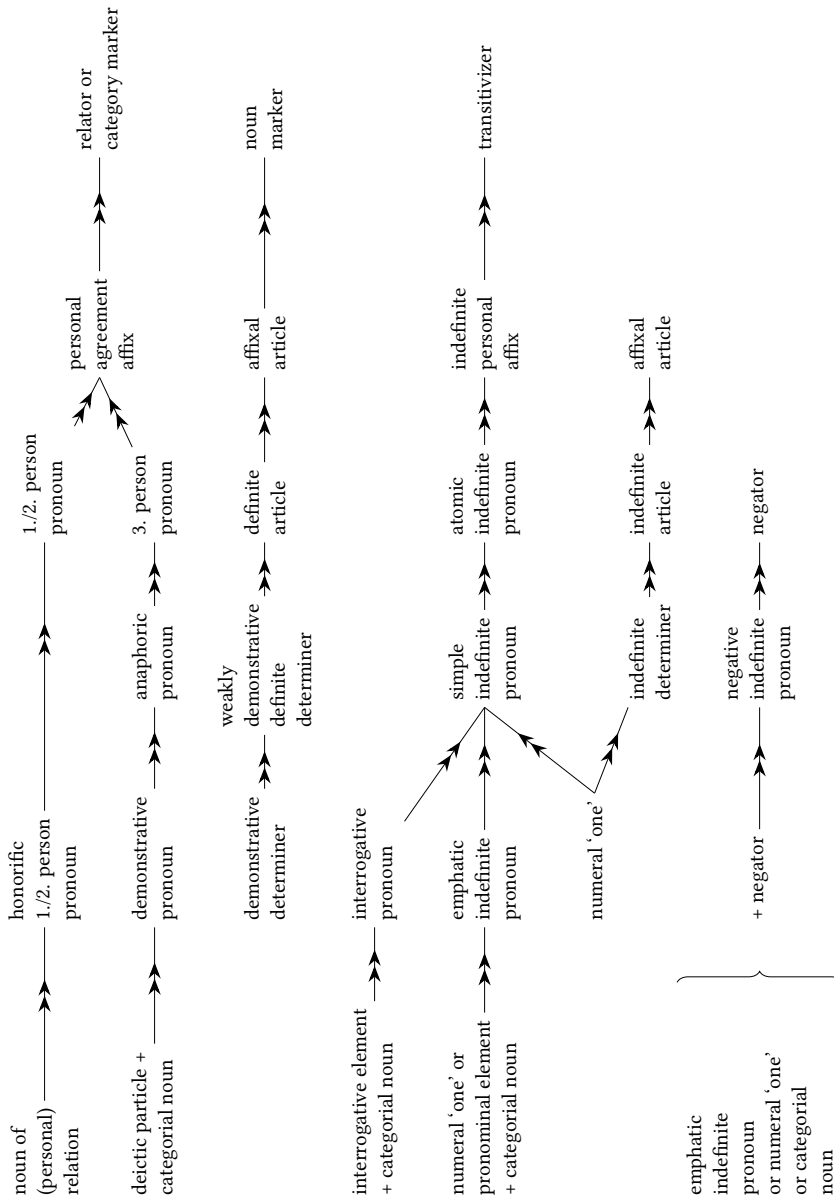 noun of
(personal)
relation
honorific
1./2. person
pronoun
1./2. person
pronoun
personal
agreement
affix
relator or
category marker
deictic particle +
categorial noun
demonstrative
pronoun
anaphoric
pronoun
3. person
pronoun
demonstrative
determiner
weakly
demonstrative
definite
determiner
definite
article
affixal
article
noun
marker
interrogative element
+ categorial noun
interrogative
pronoun
numeral ‘one’ or
pronominal element
+ categorial noun
emphatic
indefinite
pronoun
simple
indefinite
pronoun
atomic
indefinite
pronoun
indefinite
personal
affix
transitivizer
numeral ‘one’
indefinite
determiner
indefinite
article
affixal
article
emphatic
indefinite
pronoun
or numeral ‘one’
or categorial
noun
+ negator
negative
indefinite
pronoun
negator